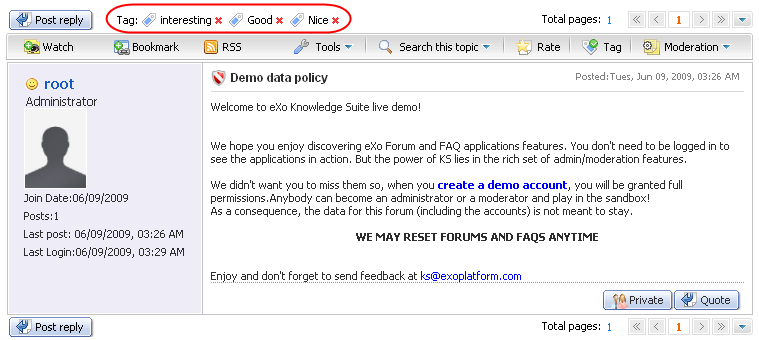 Post reply Tag: interesting Good Nice Total pages: 1 1
Watch Bookmark RSS Tools Search this topic Rate Tag Moderation
root
Administrator
Join Date:06/09/2009
Posts:1
Last post: 06/09/2009, 03:26 AM
Last Login:06/09/2009, 03:29 AM
Demo data policy Posted:Tues, Jun 09, 2009, 03:26 AM
Welcome to eXo Knowledge Suite live demo!
We hope you enjoy discovering eXo Forum and FAQ applications features. You don't need to be logged in to
see the applications in action. But the power of KS lies in the rich set of admin/moderation features.
We didn't want you to miss them so, when you create a demo account, you will be granted full
permissions.Anybody can become an administrator or a moderator and play in the sandbox!
As a consequence, the data for this forum (including the accounts) is not meant to stay.
WE MAY RESET FORUMS AND FAQS ANYTIME
Enjoy and don't forget to send feedback at ks@exoplatform.com
Private Quote
Post reply Total pages: 1 1